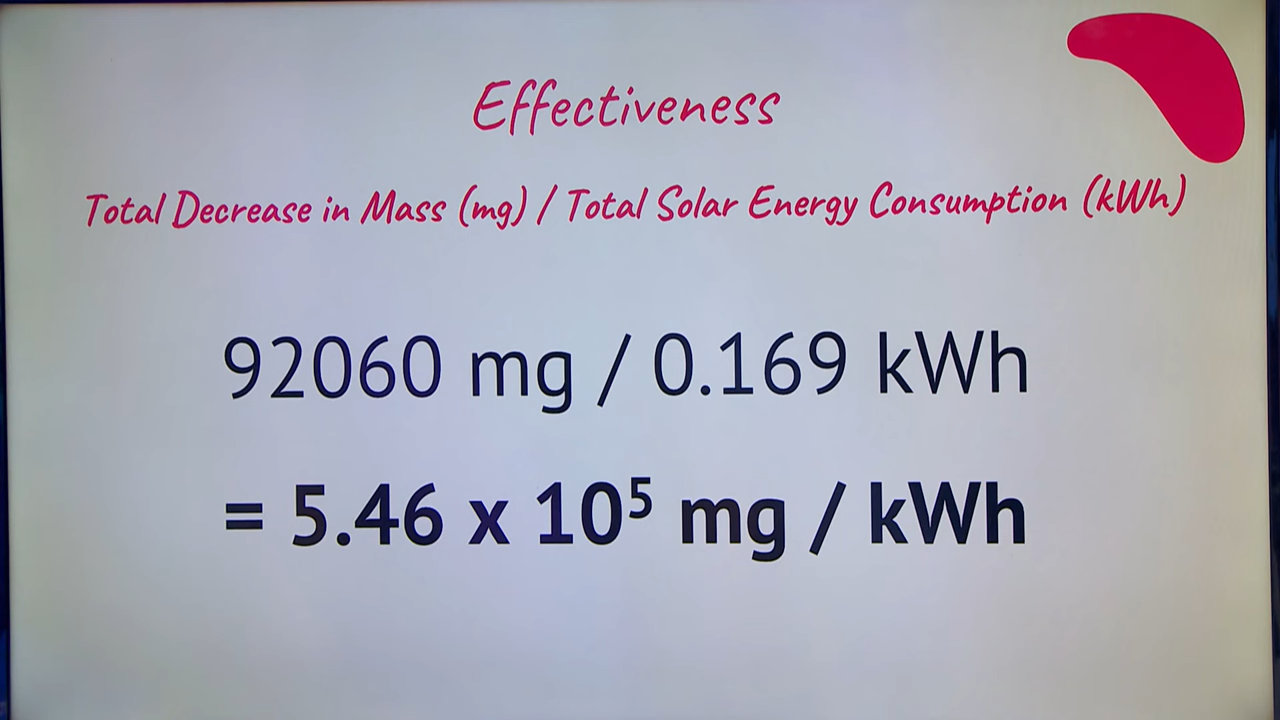 Effectiveness
Total Decrease in Mass (mg) / Total Solar Energy Consumption (kWh)
92060 mg / 0.169 kWh
= 5.46 x 10⁵ mg / kWh